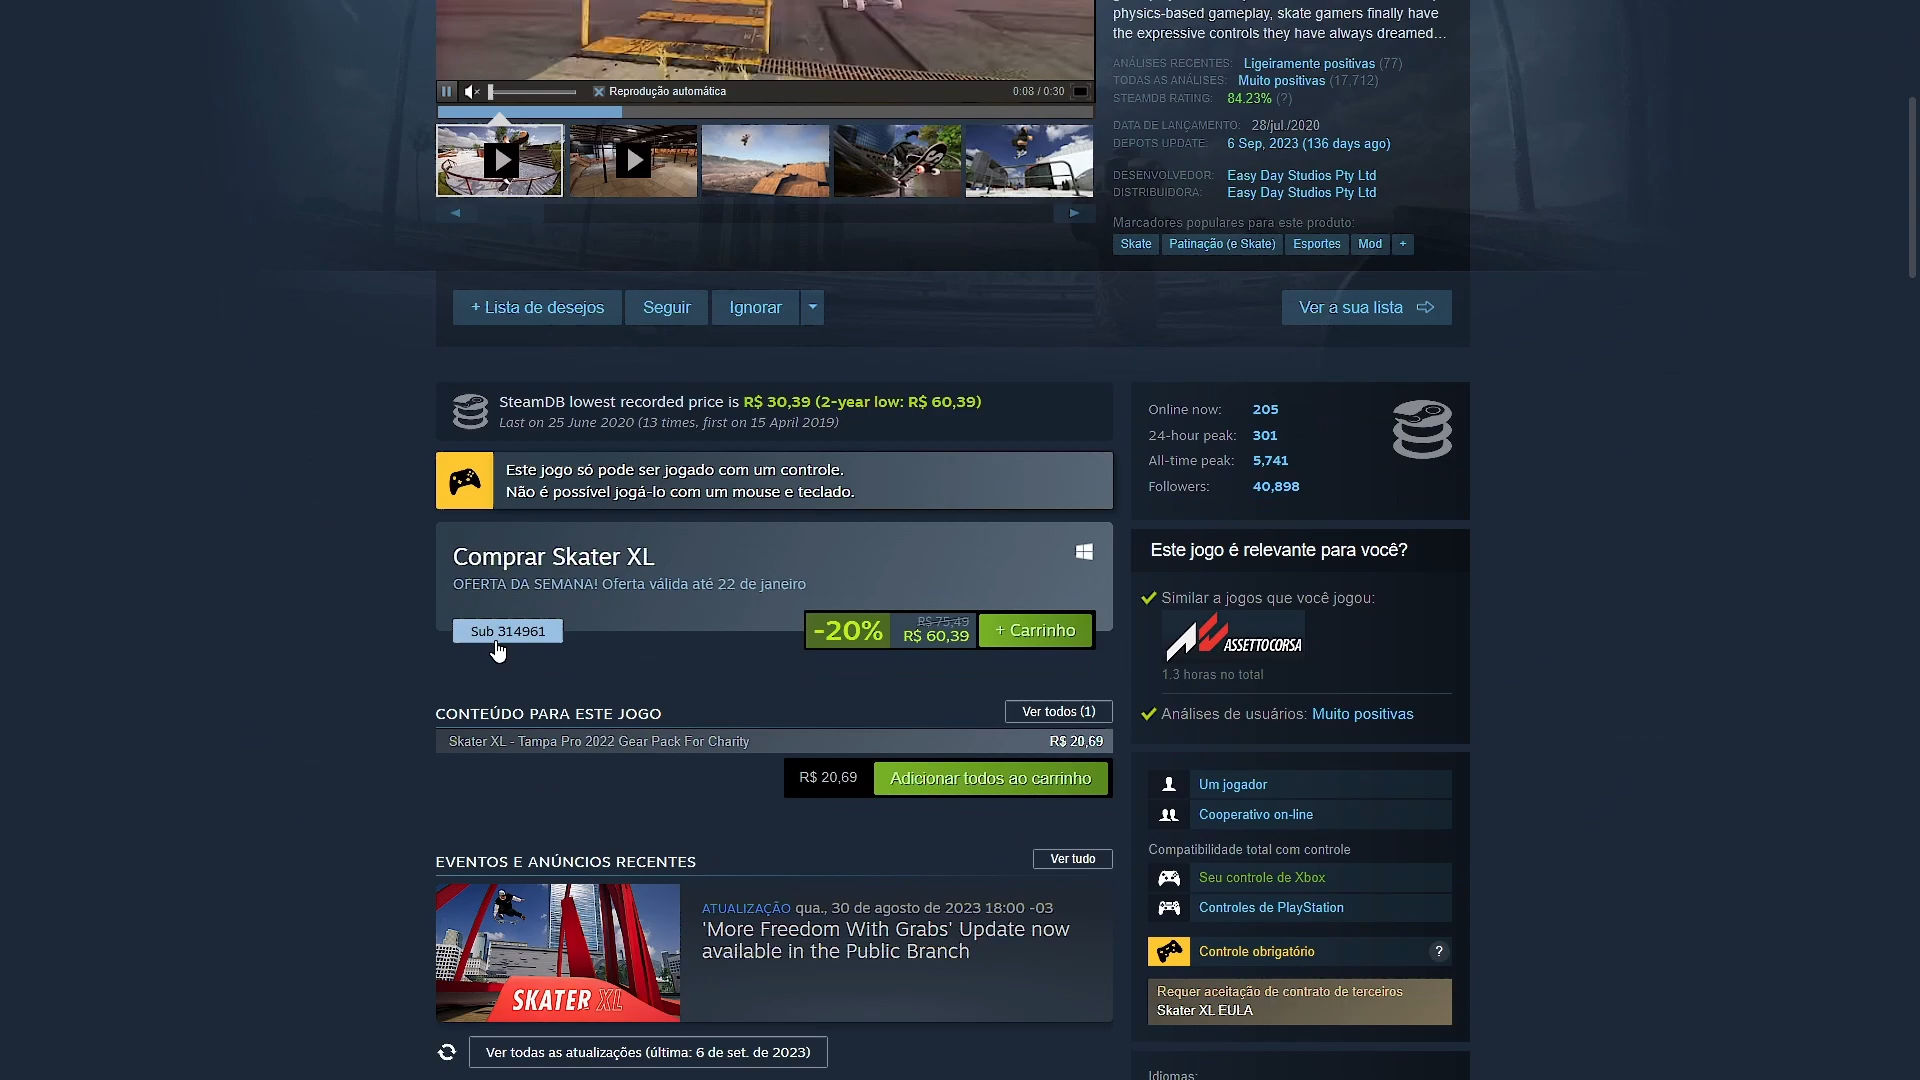 physics-based gameplay, skate gamers finally have
the expressive controls they have always dreamed...
ANÁLISES RECENTES: Ligeiramente positivas (77)
TODAS AS ANÁLISES: Muito positivas (17,712)
STEAMDB RATING: 84.23% (?)
Reprodução automática
0:08 / 0:30
DATA DE LANÇAMENTO: 28/jul./2020
DEPOTS UPDATE: 6 Sep, 2023 (136 days ago)
DESENVOLVEDOR: Easy Day Studios Pty Ltd
DISTRIBUIDORA: Easy Day Studios Pty Ltd
Marcadores populares para este produto:
Skate Patinação (e Skate) Esportes Mod +
+ Lista de desejos Seguir Ignorar Ver a sua lista
SteamDB lowest recorded price is R$ 30,39 (2-year low: R$ 60,39)
Last on 25 June 2020 (13 times, first on 15 April 2019)
Este jogo só pode ser jogado com um controle.
Não é possível jogá-lo com um mouse e teclado.
Comprar Skater XL
OFERTA DA SEMANA! Oferta válida até 22 de janeiro
Sub 314961
-20%
R$ 75,49
R$ 60,39
+ Carrinho
CONTEÚDO PARA ESTE JOGO
Ver todos (1)
Skater XL - Tampa Pro 2022 Gear Pack For Charity R$ 20,69
R$ 20,69 Adicionar todos ao carrinho
EVENTOS E ANÚNCIOS RECENTES
Ver tudo
ATUALIZAÇÃO qua., 30 de agosto de 2023 18:00 -03
'More Freedom With Grabs' Update now
available in the Public Branch
SKATER XL
Ver todas as atualizações (última: 6 de set. de 2023)
Online now: 205
24-hour peak: 301
All-time peak: 5,741
Followers: 40,898
Este jogo é relevante para você?
Similar a jogos que você jogou:
ASSETTO CORSA
1.3 horas no total
Análises de usuários: Muito positivas
Um jogador
Cooperativo on-line
Compatibilidade total com controle
Seu controle de Xbox
Controles de PlayStation
Controle obrigatório ?
Requer aceitação de contrato de terceiros
Skater XL EULA
Idiomas: